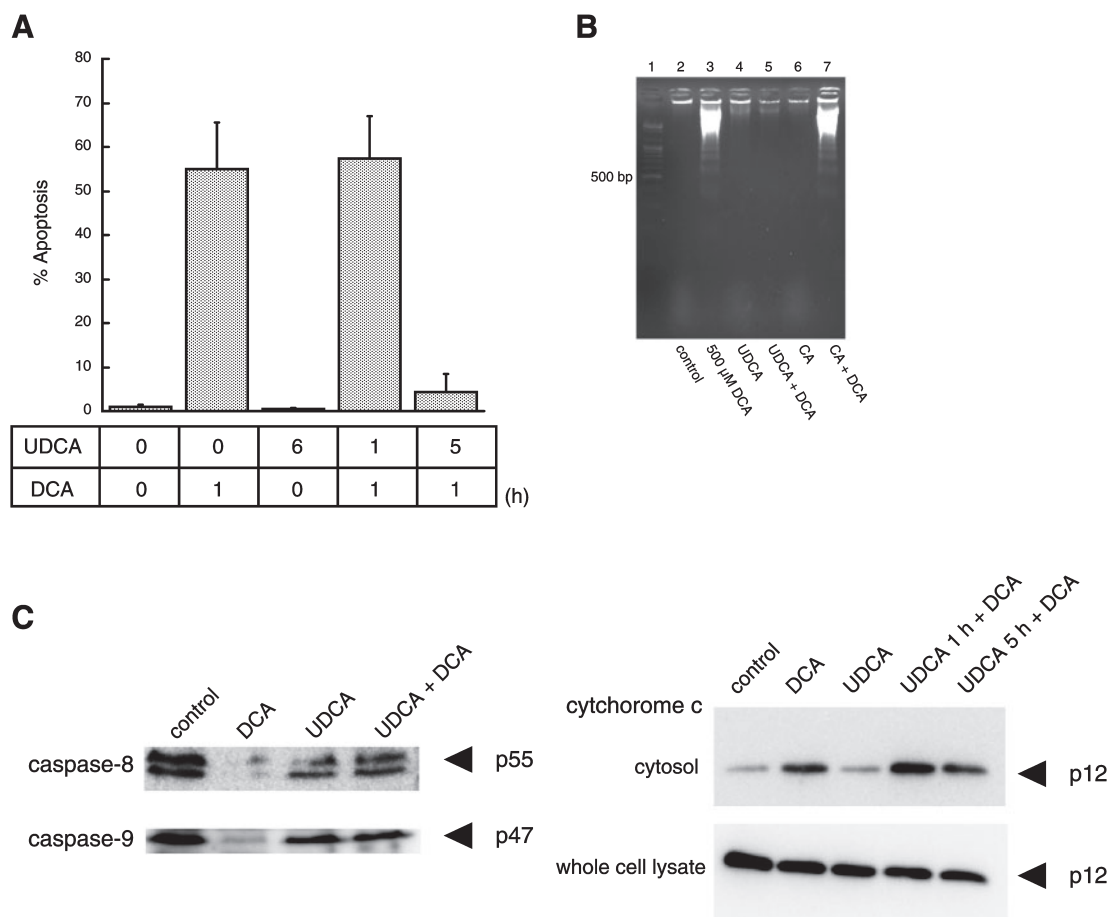 A
80
70
60
50
40
30
20
10
0
% Apoptosis
UDCA 0 0 6 1 5
DCA 0 1 0 1 1 (h)
B
1 2 3 4 5 6 7
500 bp
control
500 µM DCA
UDCA
UDCA + DCA
CA
CA + DCA
C
control
DCA
UDCA
UDCA + DCA
caspase-8 p55
caspase-9 p47
control
DCA
UDCA
UDCA 1 h + DCA
UDCA 5 h + DCA
cytchorome c
cytosol p12
whole cell lysate p12